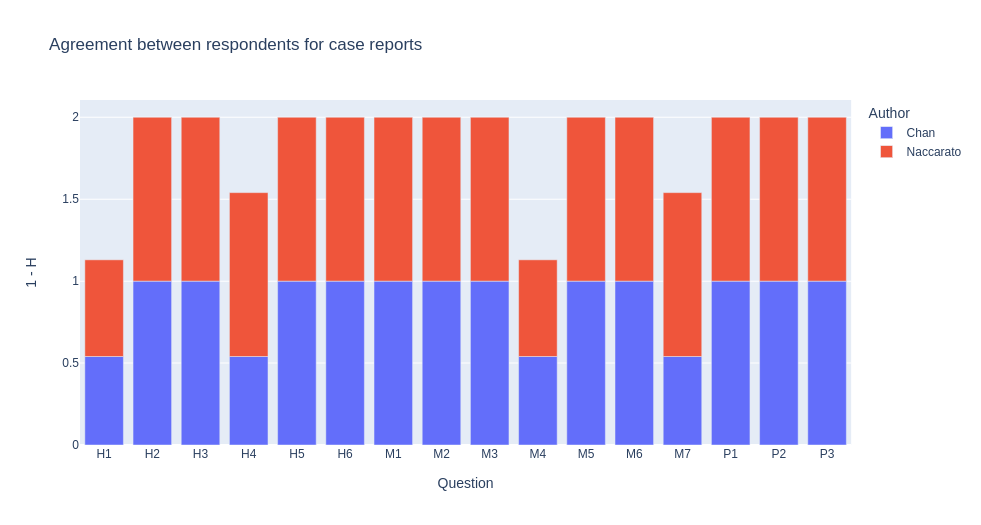 Agreement between respondents for case reports
Author
Chan
Naccarato
2
1.5
1
0.5
0
1 - H
H1 H2 H3 H4 H5 H6 M1 M2 M3 M4 M5 M6 M7 P1 P2 P3
Question